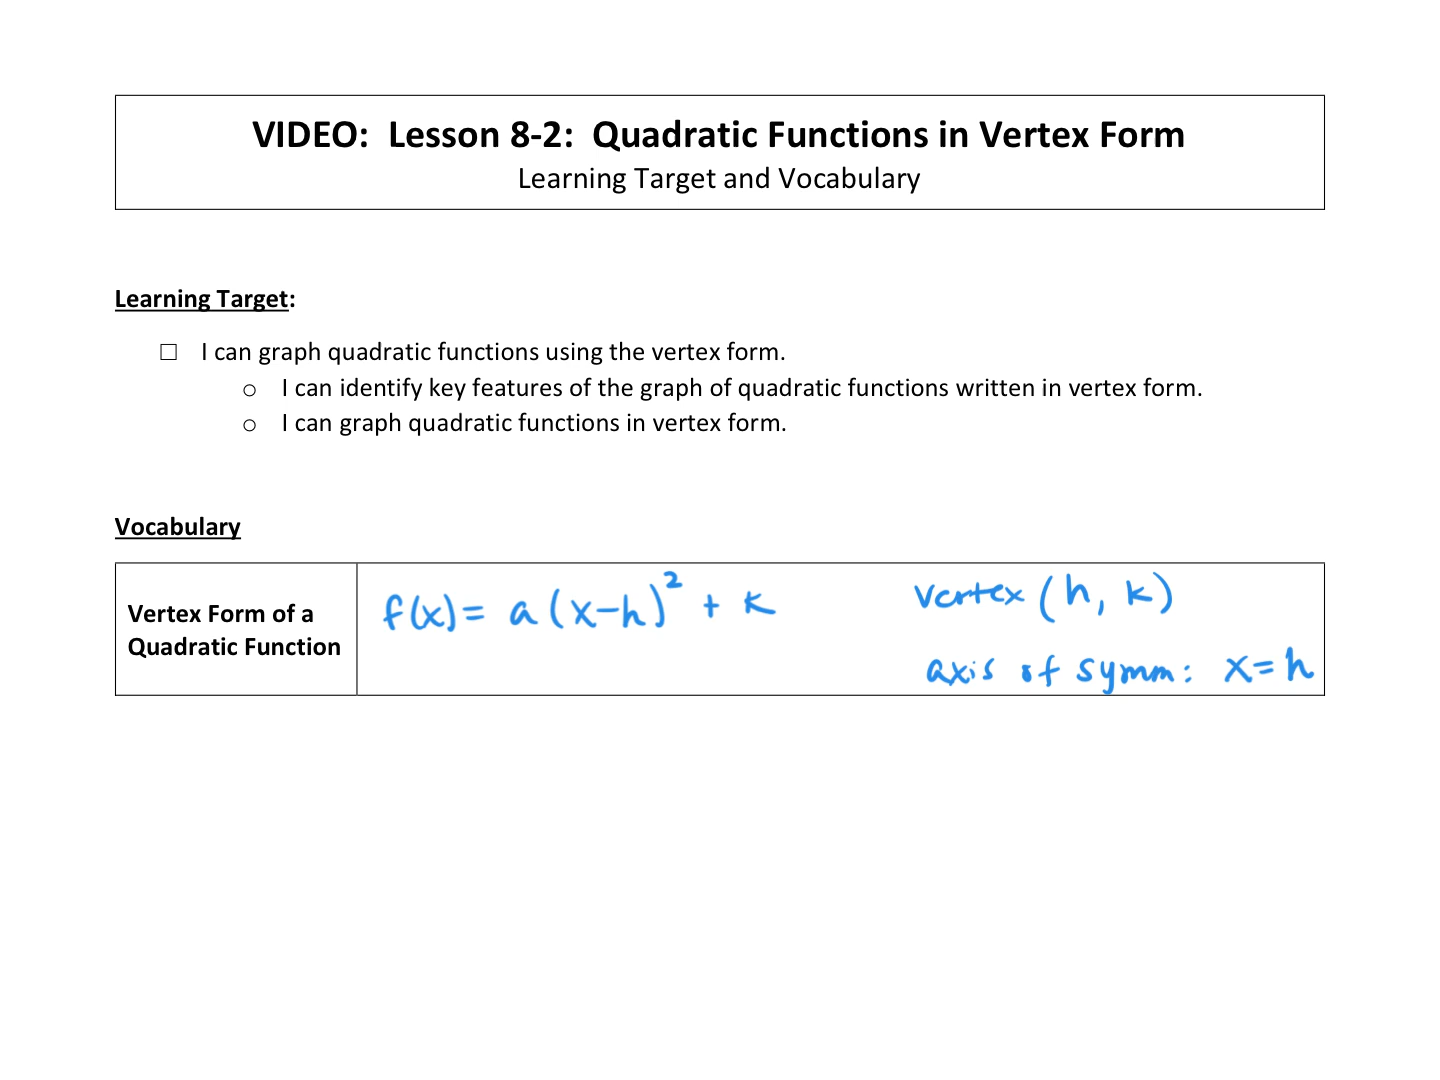 VIDEO:  Lesson 8-2:  Quadratic Functions in Vertex Form
Learning Target and Vocabulary
Learning Target:
☐ I can graph quadratic functions using the vertex form.
o I can identify key features of the graph of quadratic functions written in vertex form.
o I can graph quadratic functions in vertex form.
Vocabulary
Vertex Form of a
Quadratic Function
f(x) = a(x-h)² + k
vertex (h, k)
axis of symm: x=h